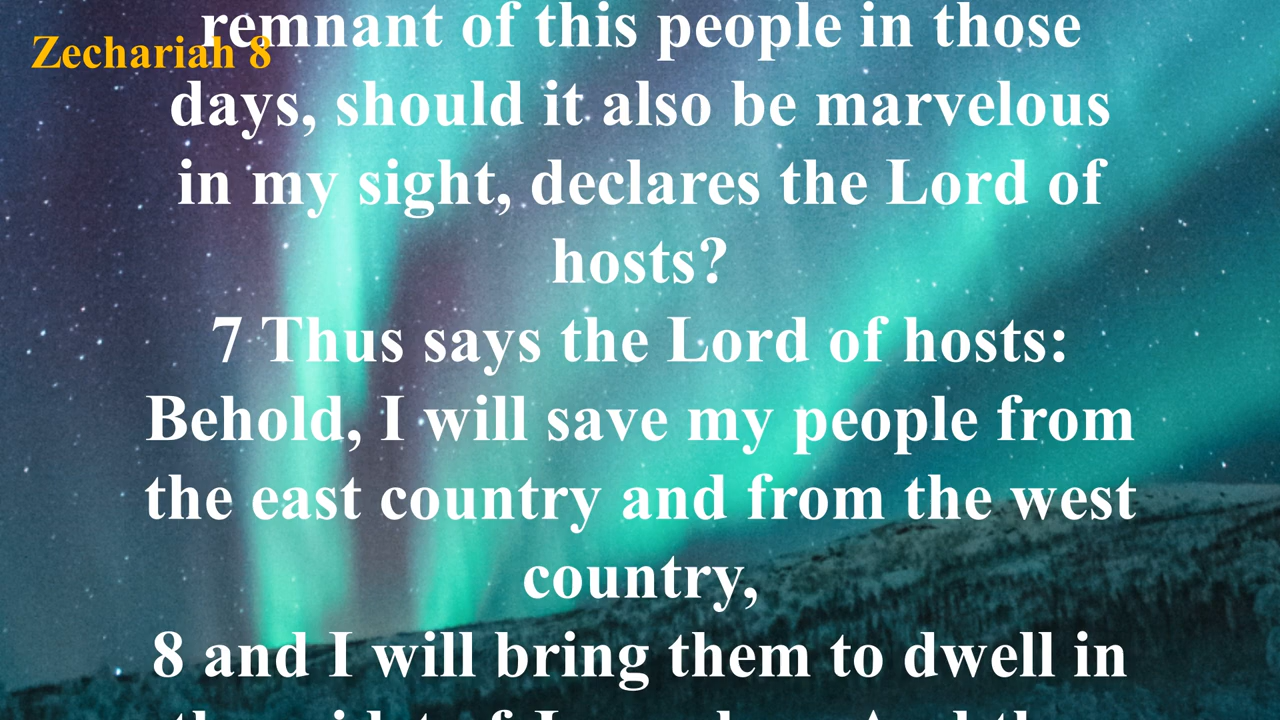 Zechariah 8
remnant of this people in those
days, should it also be marvelous
in my sight, declares the Lord of
hosts?
7 Thus says the Lord of hosts:
Behold, I will save my people from
the east country and from the west
country,
8 and I will bring them to dwell in